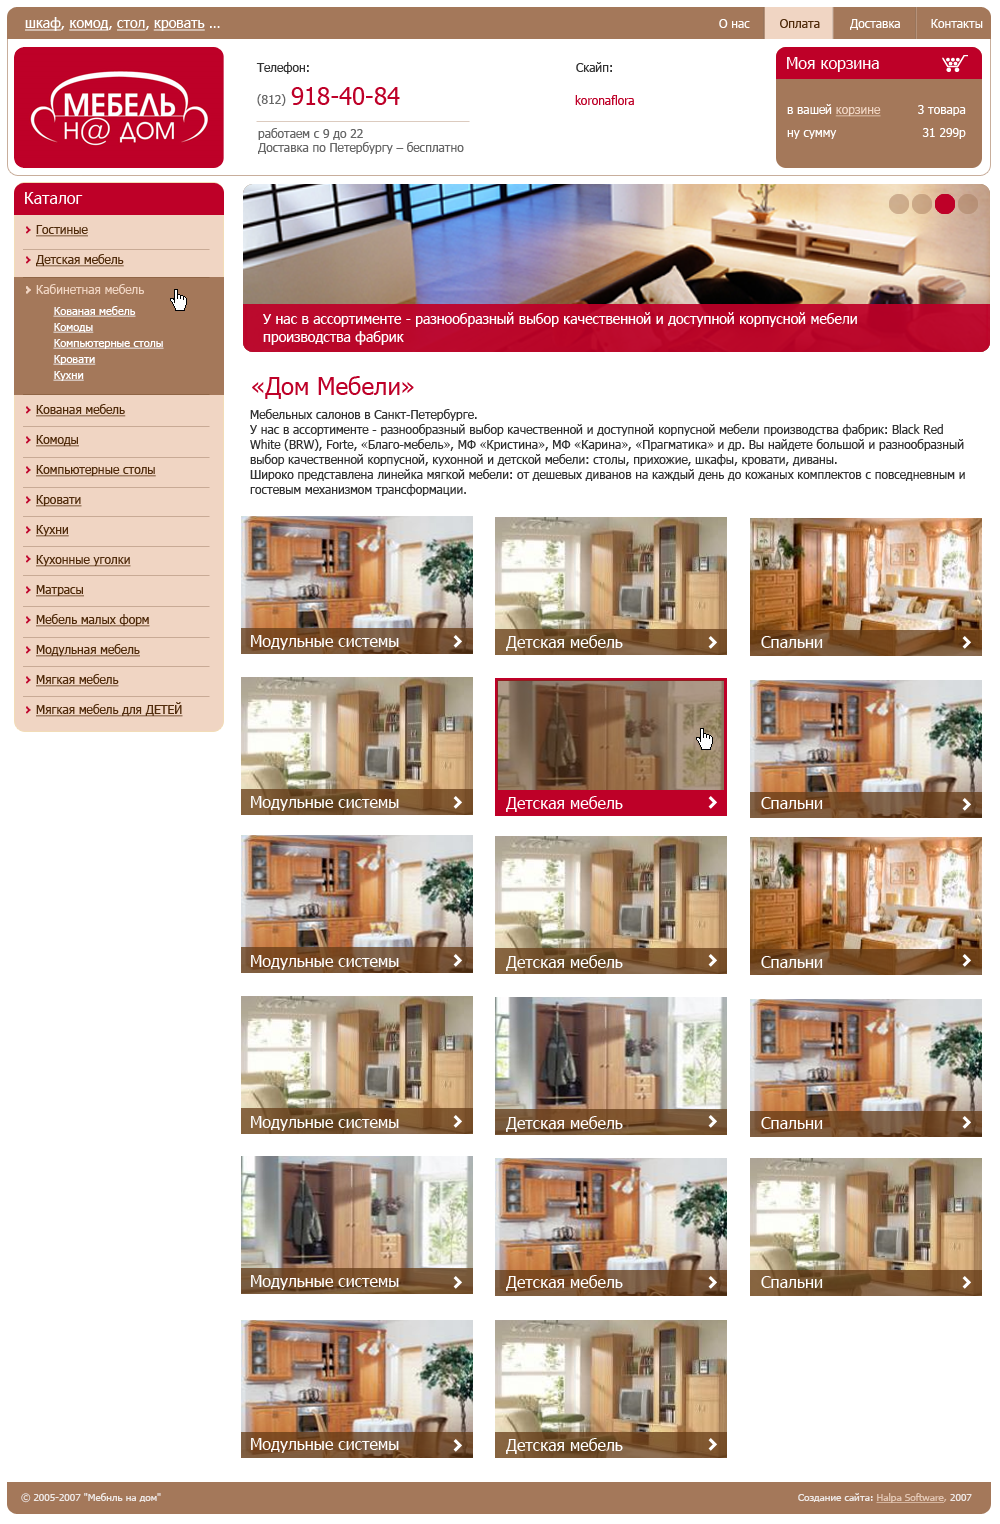 шкаф, комод, стол, кровать ...
О нас
Оплата
Доставка
Контакты
МЕБЕЛЬ
Н@ ДОМ
Телефон:
(812) 918-40-84
работаем с 9 до 22
Доставка по Петербургу – бесплатно
Скайп:
koronaflora
Моя корзина
в вашей корзине 3 товара
ну сумму 31 299р
Каталог
Гостиные
Детская мебель
Кабинетная мебель
Кованая мебель
Комоды
Компьютерные столы
Кровати
Кухни
Кованая мебель
Комоды
Компьютерные столы
Кровати
Кухни
Кухонные уголки
Матрасы
Мебель малых форм
Модульная мебель
Мягкая мебель
Мягкая мебель для ДЕТЕЙ
У нас в ассортименте - разнообразный выбор качественной и доступной корпусной мебели
производства фабрик
«Дом Мебели»
Мебельных салонов в Санкт-Петербурге.
У нас в ассортименте - разнообразный выбор качественной и доступной корпусной мебели производства фабрик: Black Red
White (BRW), Forte, «Благо-мебель», МФ «Кристина», МФ «Карина», «Прагматика» и др. Вы найдете большой и разнообразный
выбор качественной корпусной, кухонной и детской мебели: столы, прихожие, шкафы, кровати, диваны.
Широко представлена линейка мягкой мебели: от дешевых диванов на каждый день до кожаных комплектов с повседневным и
гостевым механизмом трансформации.
Модульные системы
Детская мебель
Спальни
Модульные системы
Детская мебель
Спальни
Модульные системы
Детская мебель
Спальни
Модульные системы
Детская мебель
Спальни
Модульные системы
Детская мебель
Спальни
Модульные системы
Детская мебель
© 2005-2007 "Мебнль на дом"
Создание сайта: Halpa Software, 2007